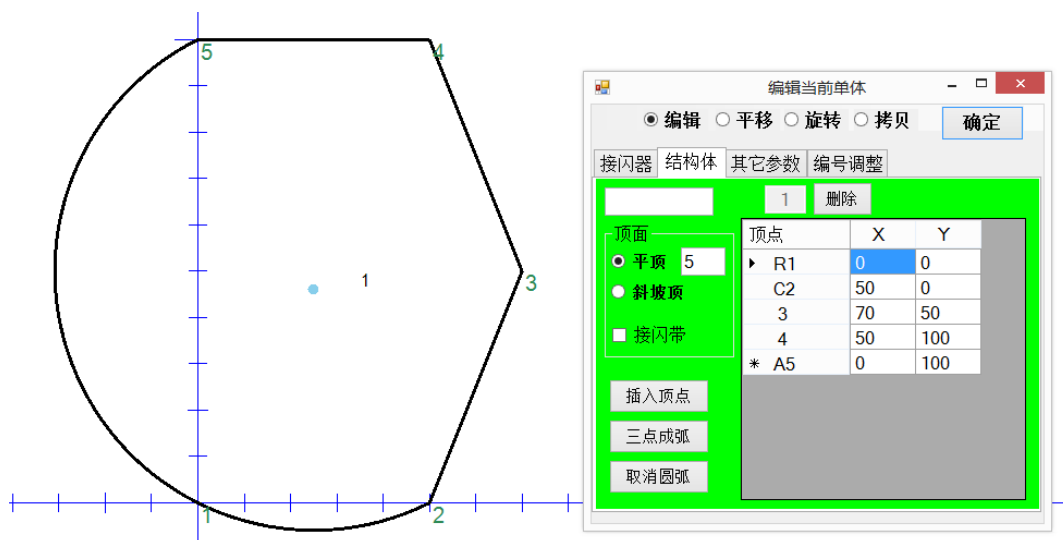 5
4
3
1
1
2
编辑当前单体
编辑 平移 旋转 拷贝 确定
接闪器 结构体 其它参数 编号调整
1 删除
顶面
平顶 5
斜坡顶
接闪带
插入顶点
三点成弧
取消圆弧
顶点 X Y
R1 0 0
C2 50 0
3 70 50
4 50 100
A5 0 100